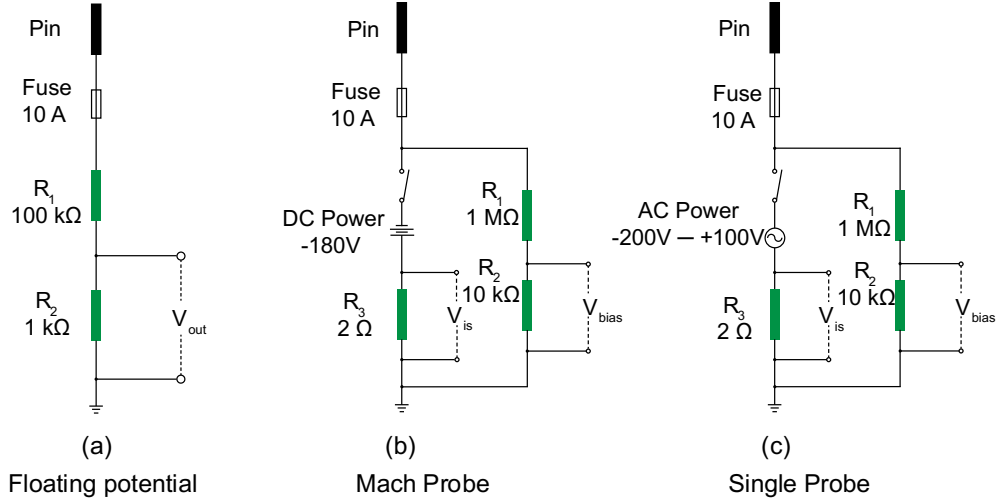 Pin
Fuse
10 A
R1
100 kΩ
R2
1 kΩ
Vout
(a)
Floating potential
Pin
Fuse
10 A
DC Power
-180V
R1
1 MΩ
R2
10 kΩ
R3
2 Ω
Vis
Vbias
(b)
Mach Probe
Pin
Fuse
10 A
AC Power
-200V — +100V
R1
1 MΩ
R2
10 kΩ
R3
2 Ω
Vis
Vbias
(c)
Single Probe